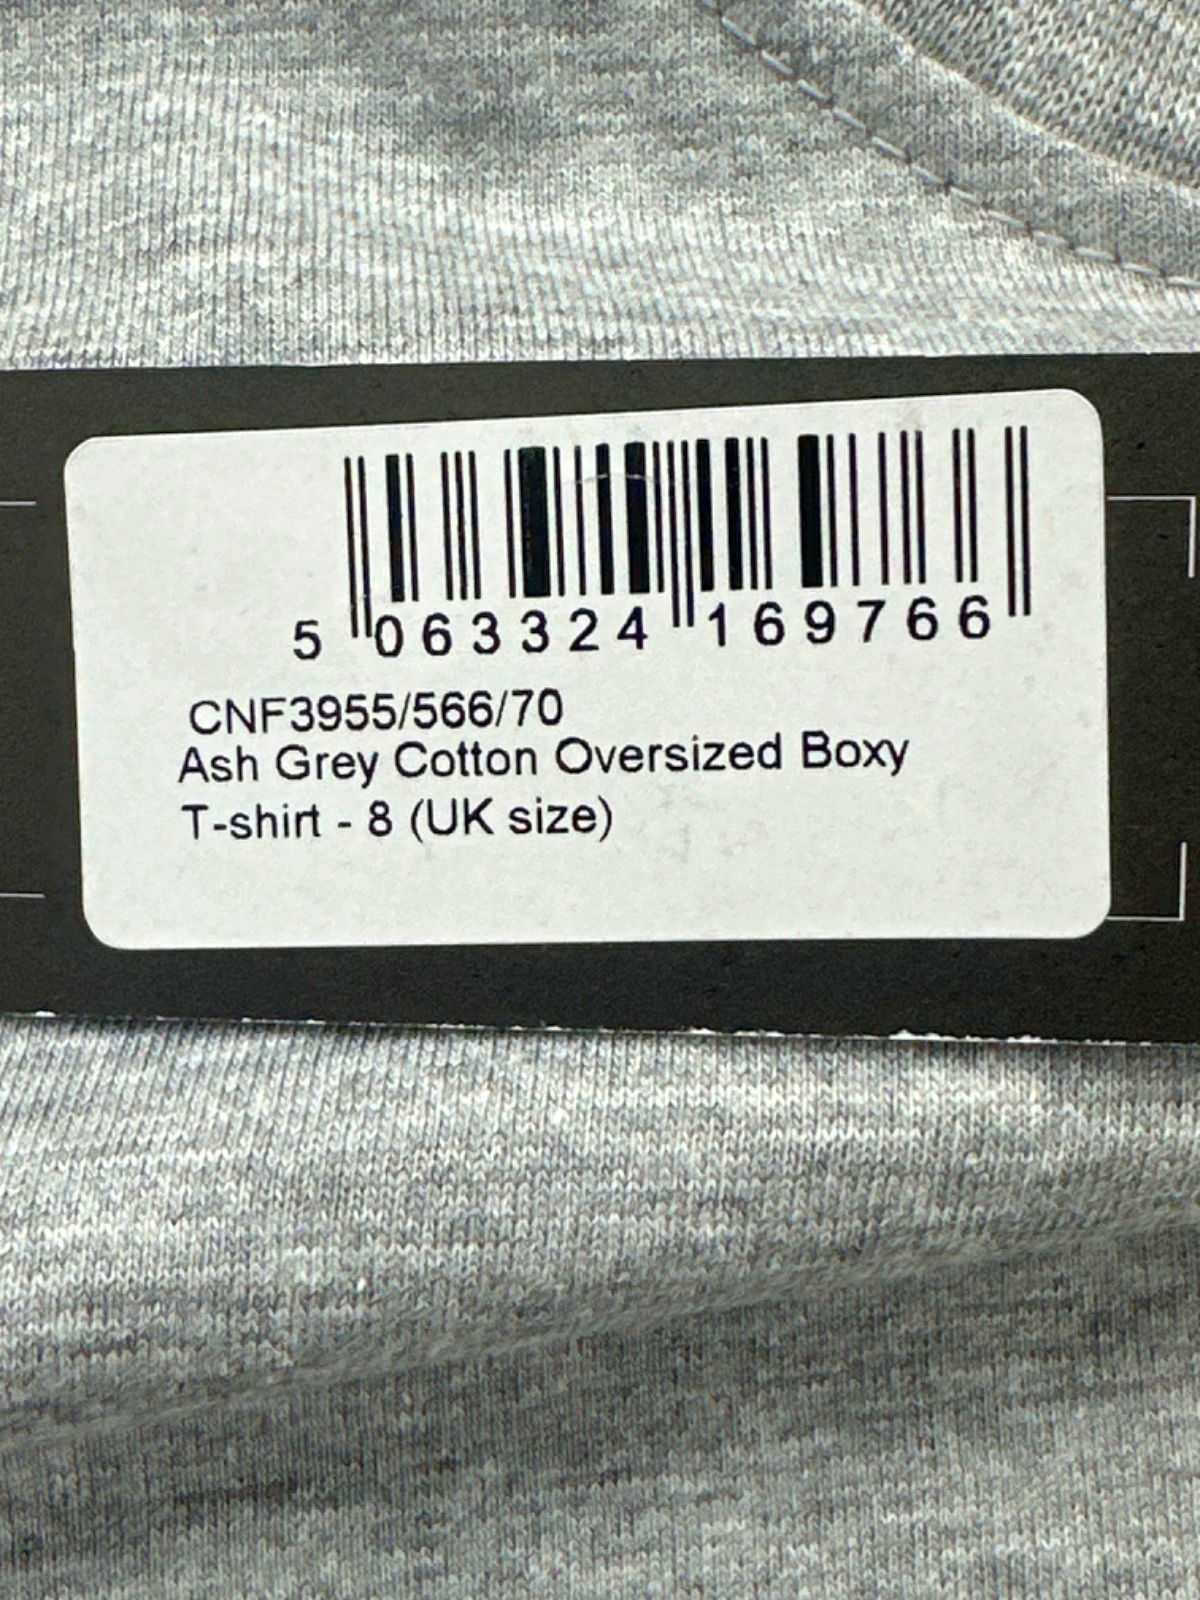 5 063324 169766
CNF3955/566/70
Ash Grey Cotton Oversized Boxy
T-shirt - 8 (UK size)